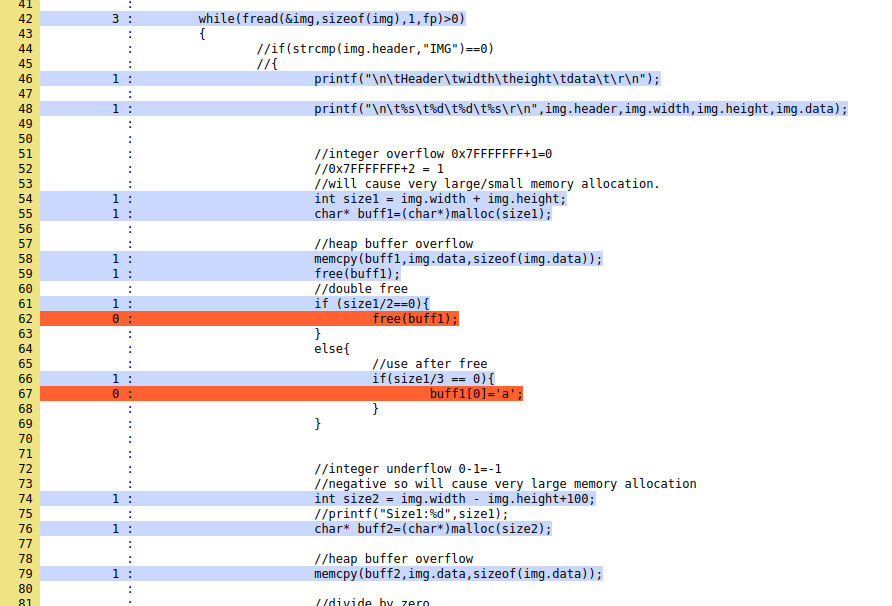 41 :
42 3 : while(fread(&img,sizeof(img),1,fp)>0)
43 : {
44 : //if(strcmp(img.header,"IMG")==0)
45 : //{
46 1 : printf("\n\tHeader\twidth\theight\tdata\t\r\n");
47 :
48 1 : printf("\n\t%s\t%d\t%d\t%s\r\n",img.header,img.width,img.height,img.data);
49 :
50 :
51 : //integer overflow 0x7FFFFFFF+1=0
52 : //0x7FFFFFFF+2 = 1
53 : //will cause very large/small memory allocation.
54 1 : int size1 = img.width + img.height;
55 1 : char* buff1=(char*)malloc(size1);
56 :
57 : //heap buffer overflow
58 1 : memcpy(buff1,img.data,sizeof(img.data));
59 1 : free(buff1);
60 : //double free
61 1 : if (size1/2==0){
62 0 : free(buff1);
63 : }
64 : else{
65 : //use after free
66 1 : if(size1/3 == 0){
67 0 : buff1[0]='a';
68 : }
69 : }
70 :
71 :
72 : //integer underflow 0-1=-1
73 : //negative so will cause very large memory allocation
74 1 : int size2 = img.width - img.height+100;
75 : //printf("Size1:%d",size1);
76 1 : char* buff2=(char*)malloc(size2);
77 :
78 : //heap buffer overflow
79 1 : memcpy(buff2,img.data,sizeof(img.data));
80 :
81 : //divide by zero